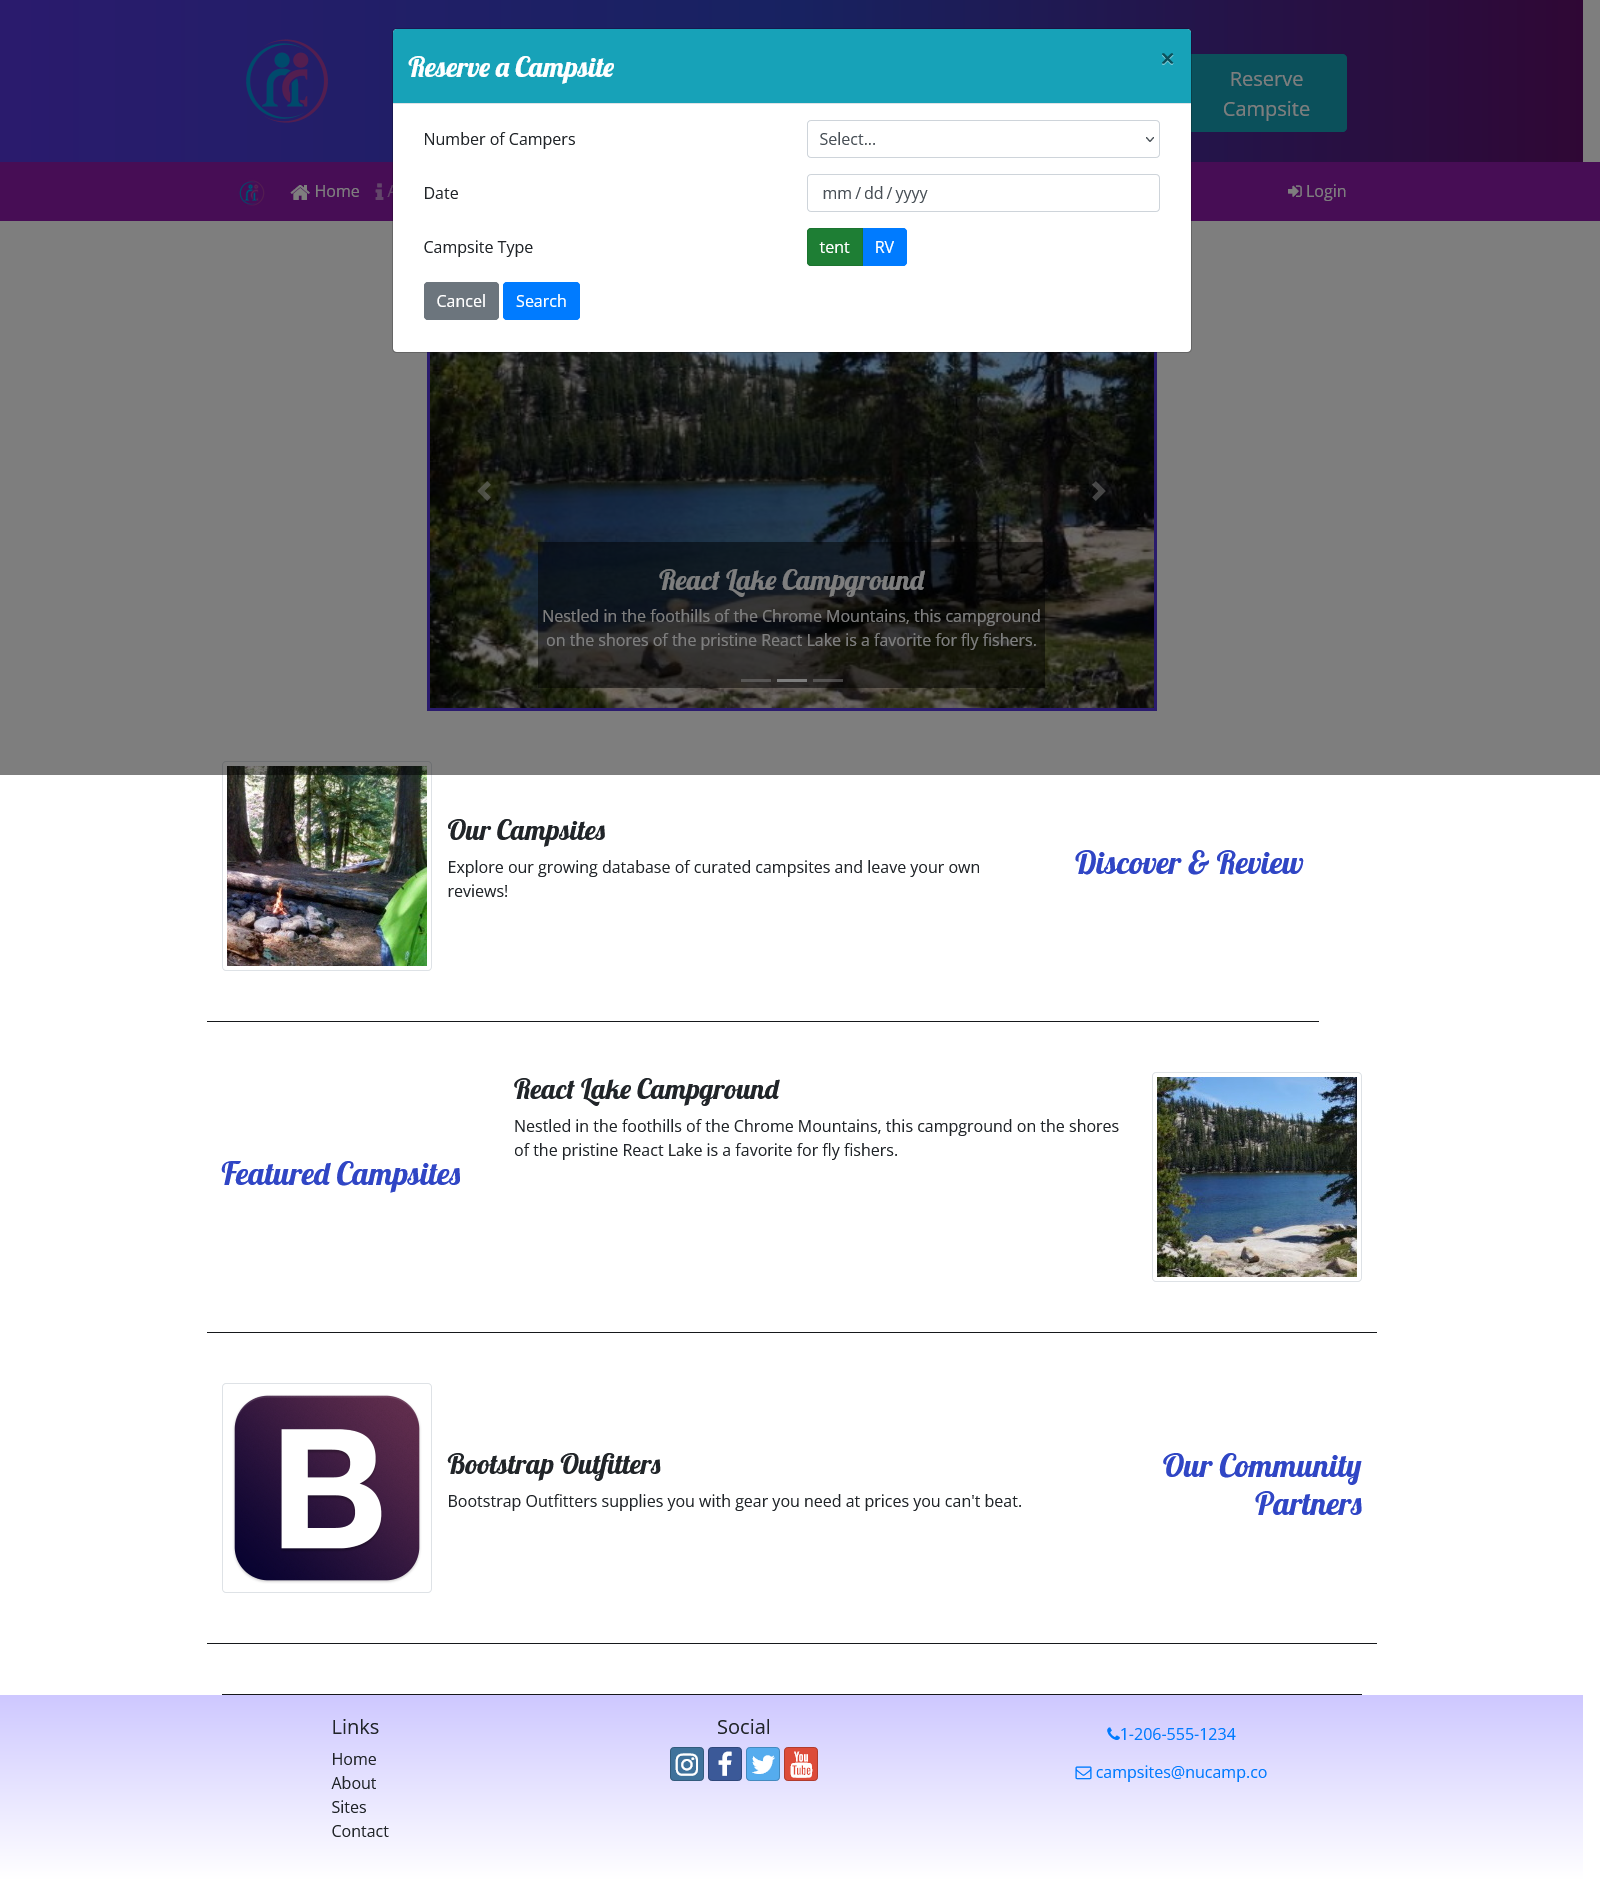 Reserve a Campsite
×
Reserve
Campsite
Number of Campers
Select...
Home
Login
Date
mm / dd / yyyy
Campsite Type
tent
RV
Cancel
Search
React Lake Campground
Nestled in the foothills of the Chrome Mountains, this campground
on the shores of the pristine React Lake is a favorite for fly fishers.
Our Campsites
Explore our growing database of curated campsites and leave your own
reviews!
Discover & Review
Featured Campsites
React Lake Campground
Nestled in the foothills of the Chrome Mountains, this campground on the shores
of the pristine React Lake is a favorite for fly fishers.
B
Bootstrap Outfitters
Bootstrap Outfitters supplies you with gear you need at prices you can't beat.
Our Community
Partners
Links
Home
About
Sites
Contact
Social
You
Tube
1-206-555-1234
campsites@nucamp.co